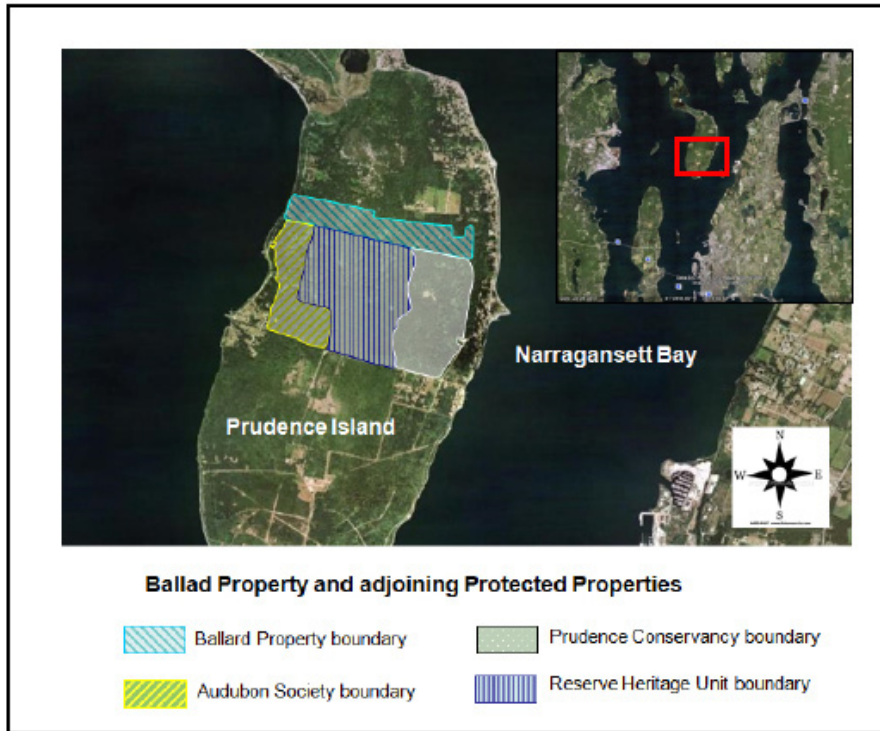 Narragansett Bay
Prudence Island
N
W E
S
Ballad Property and adjoining Protected Properties
Ballard Property boundary
Prudence Conservancy boundary
Audubon Society boundary
Reserve Heritage Unit boundary